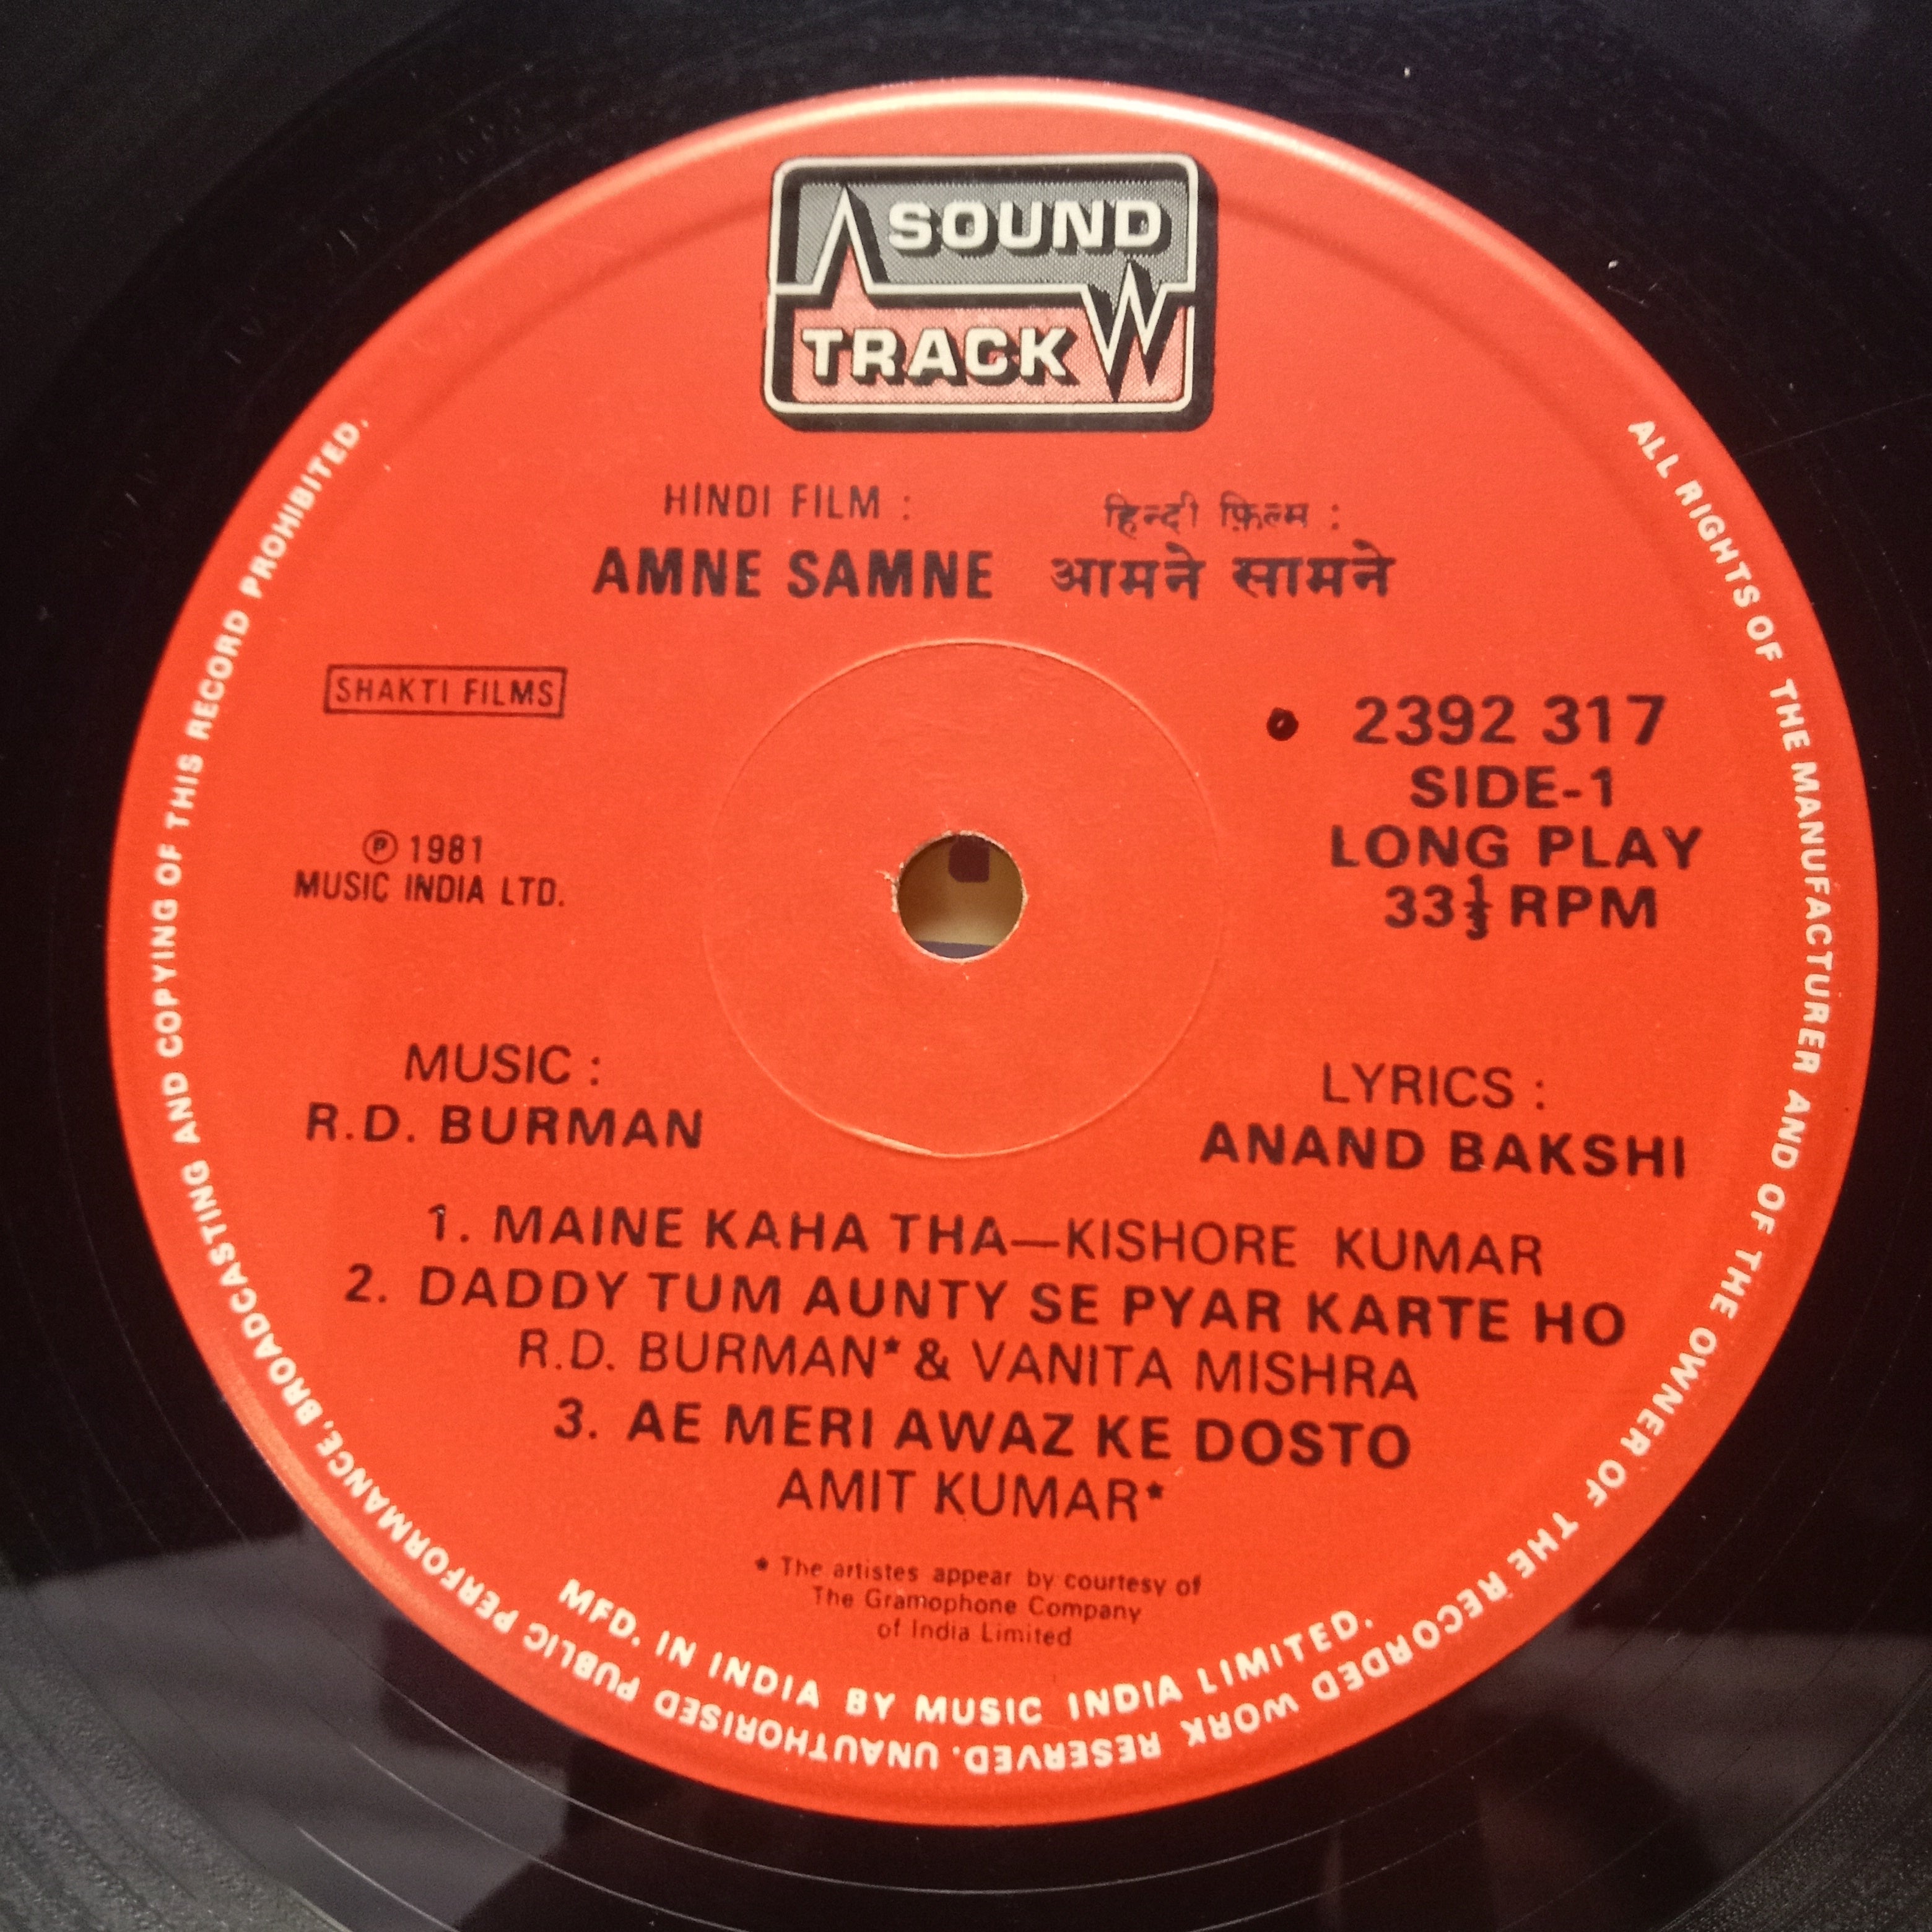 SOUND
TRACK
HINDI FILM :
हिन्दी फ़िल्म :
AMNE SAMNE
आमने सामने
SHAKTI FILMS
2392 317
SIDE-1
LONG PLAY
33⅓ RPM
Ⓟ 1981
MUSIC INDIA LTD.
MUSIC :
R.D. BURMAN
LYRICS :
ANAND BAKSHI
1. MAINE KAHA THA—KISHORE KUMAR
2. DADDY TUM AUNTY SE PYAR KARTE HO
R.D. BURMAN* & VANITA MISHRA
3. AE MERI AWAZ KE DOSTO
AMIT KUMAR*
* The artistes appear by courtesy of
The Gramophone Company
of India Limited
MFD. IN INDIA BY MUSIC INDIA LIMITED.
ALL RIGHTS OF THE MANUFACTURER AND OF THE OWNER OF THE RECORDED WORK RESERVED. UNAUTHORISED PUBLIC PERFORMANCE, BROADCASTING AND COPYING OF THIS RECORD PROHIBITED.